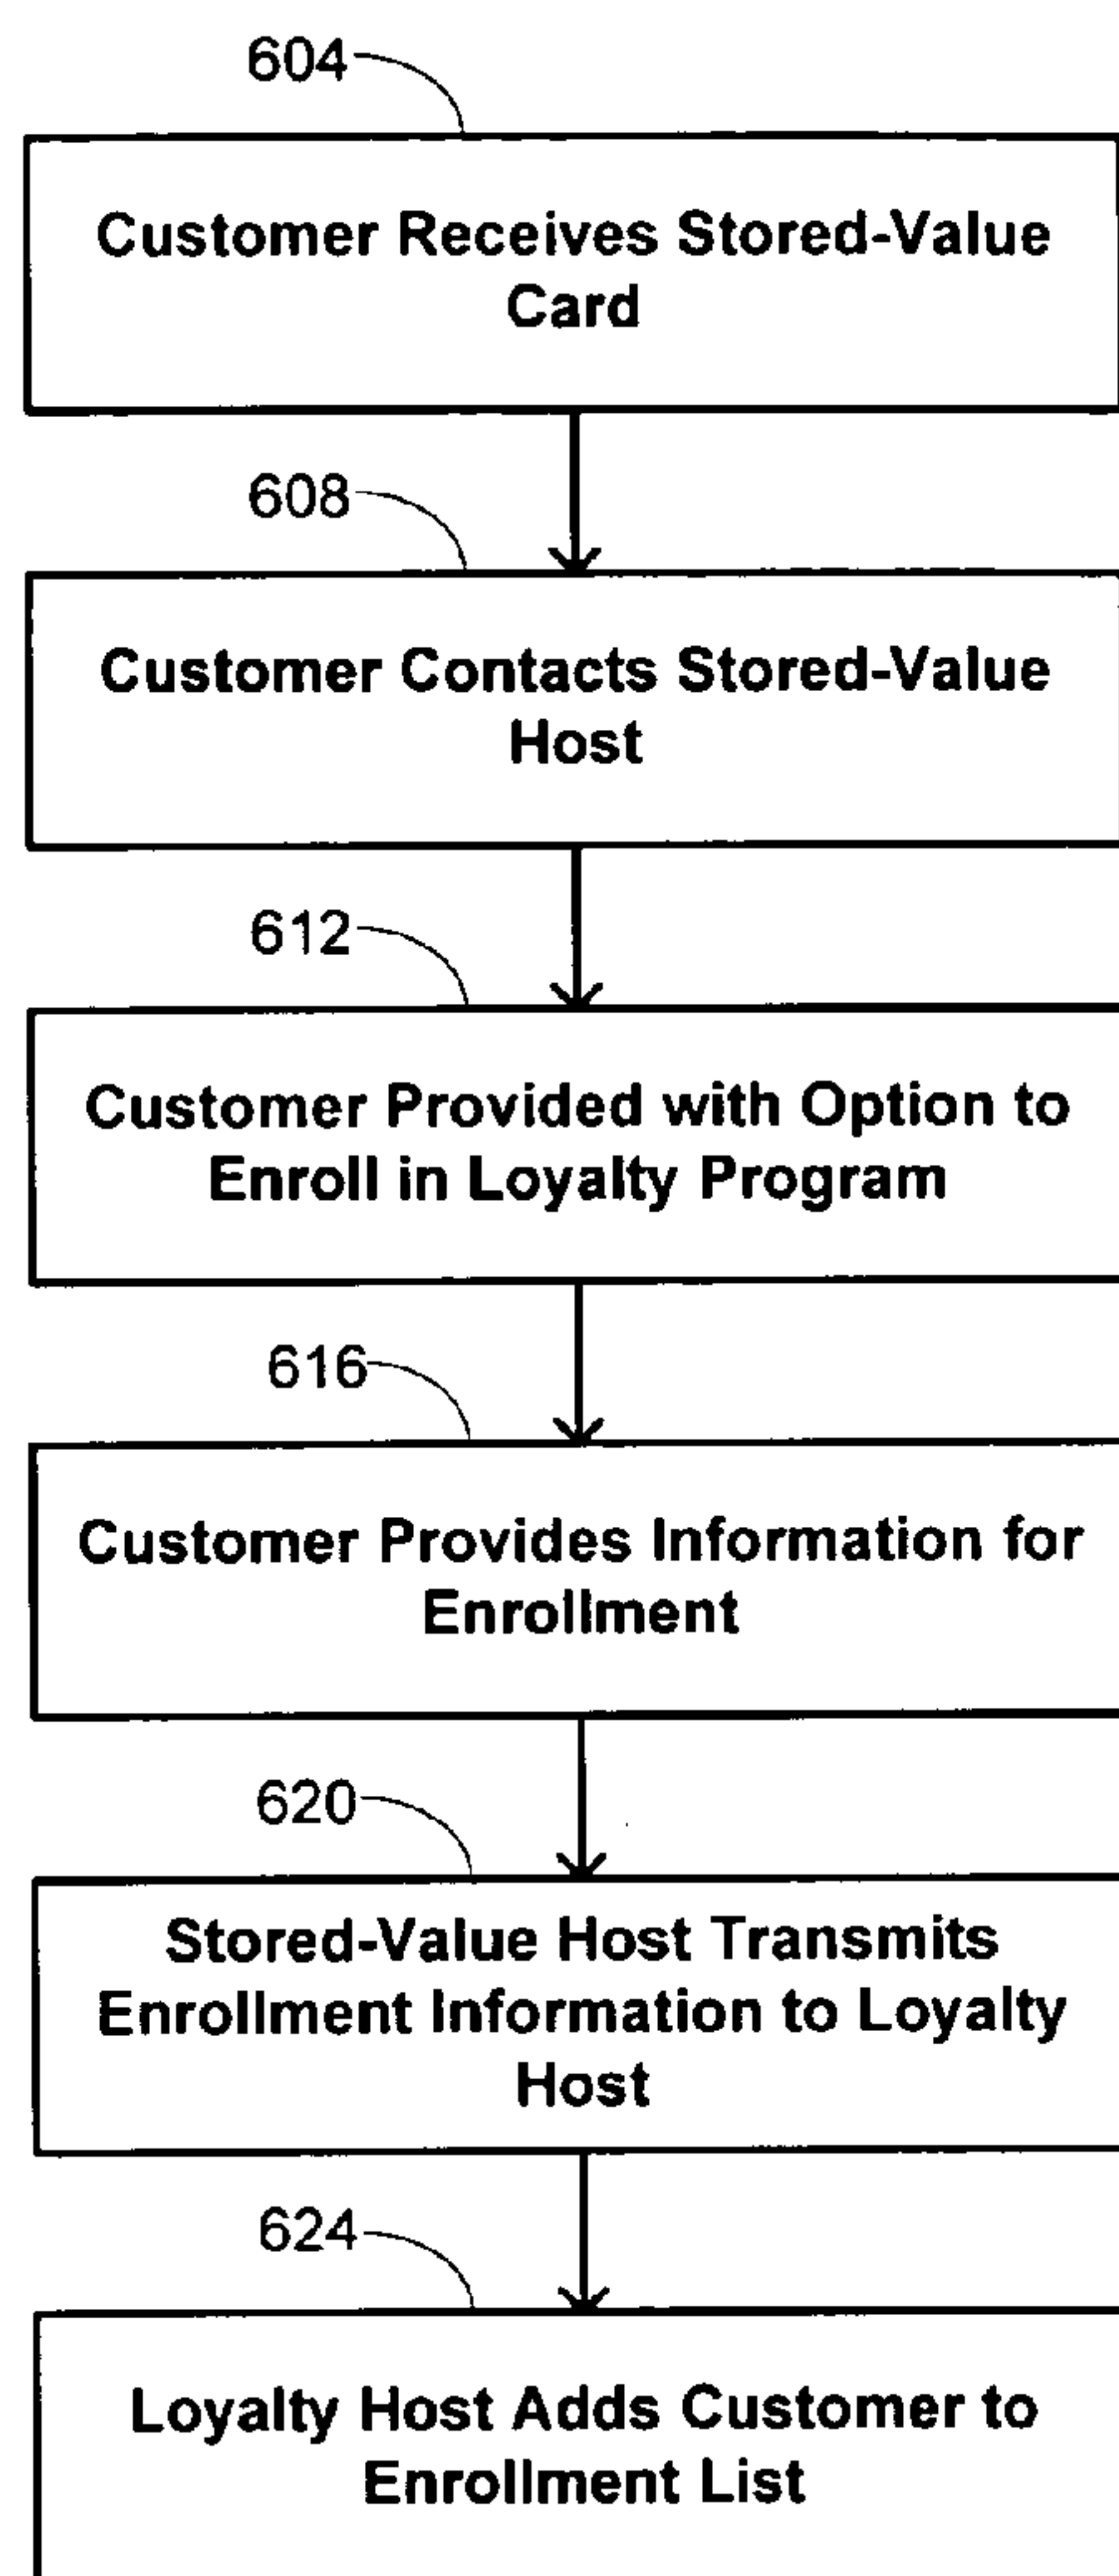 604
Customer Receives Stored-Value
Card
608
Customer Contacts Stored-Value
Host
612
Customer Provided with Option to
Enroll in Loyalty Program
616
Customer Provides Information for
Enrollment
620
Stored-Value Host Transmits
Enrollment Information to Loyalty
Host
624
Loyalty Host Adds Customer to
Enrollment List